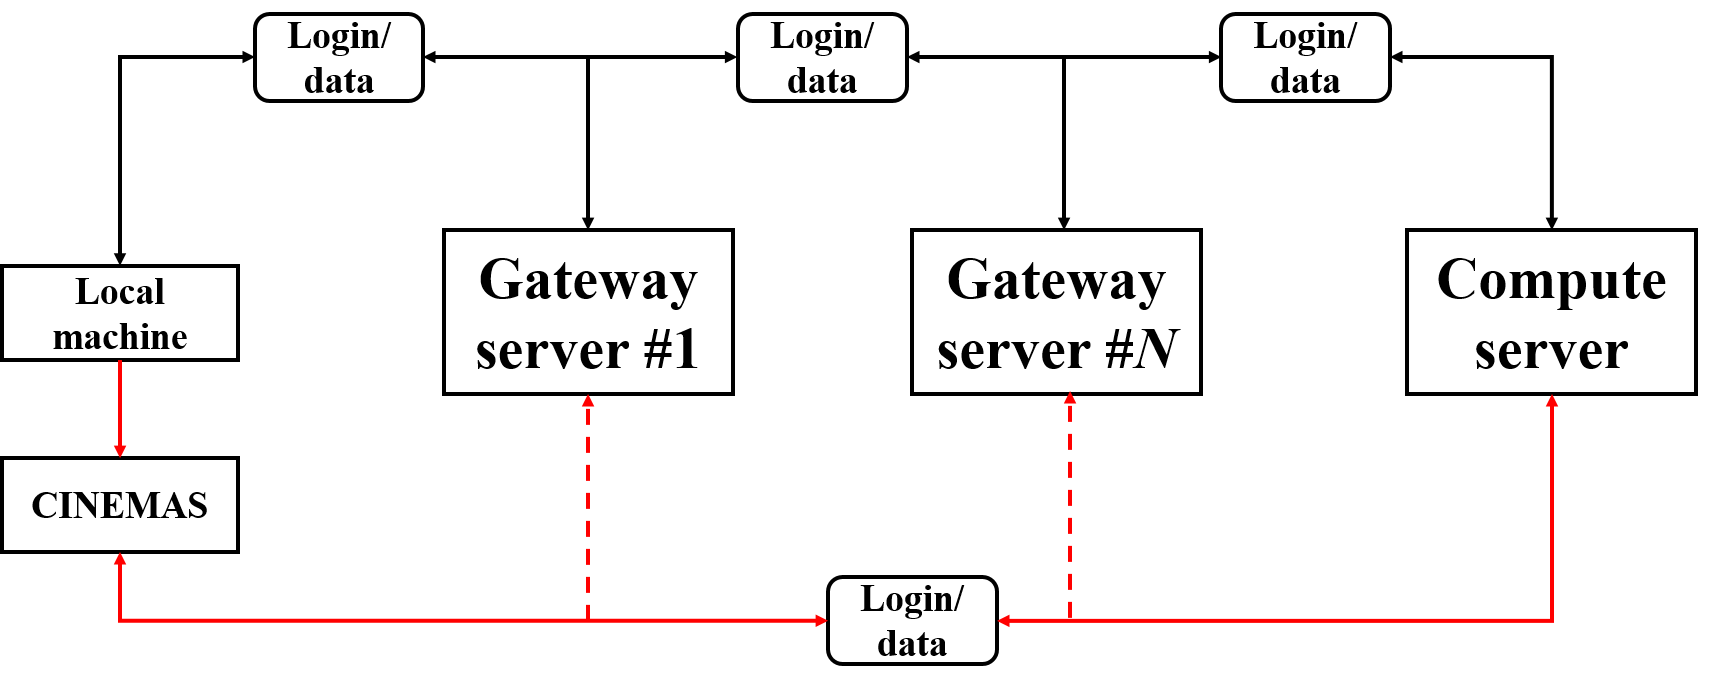 Login/
data
Login/
data
Login/
data
Local
machine
Gateway
server #1
Gateway
server #N
Compute
server
CINEMAS
Login/
data